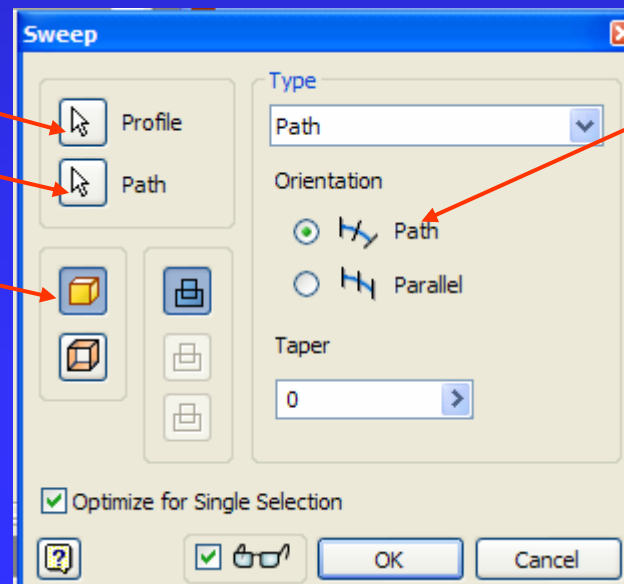 Sweep
Profile
Path
Type
Path
Orientation
Path
Parallel
Taper
0
Optimize for Single Selection
?
OK
Cancel